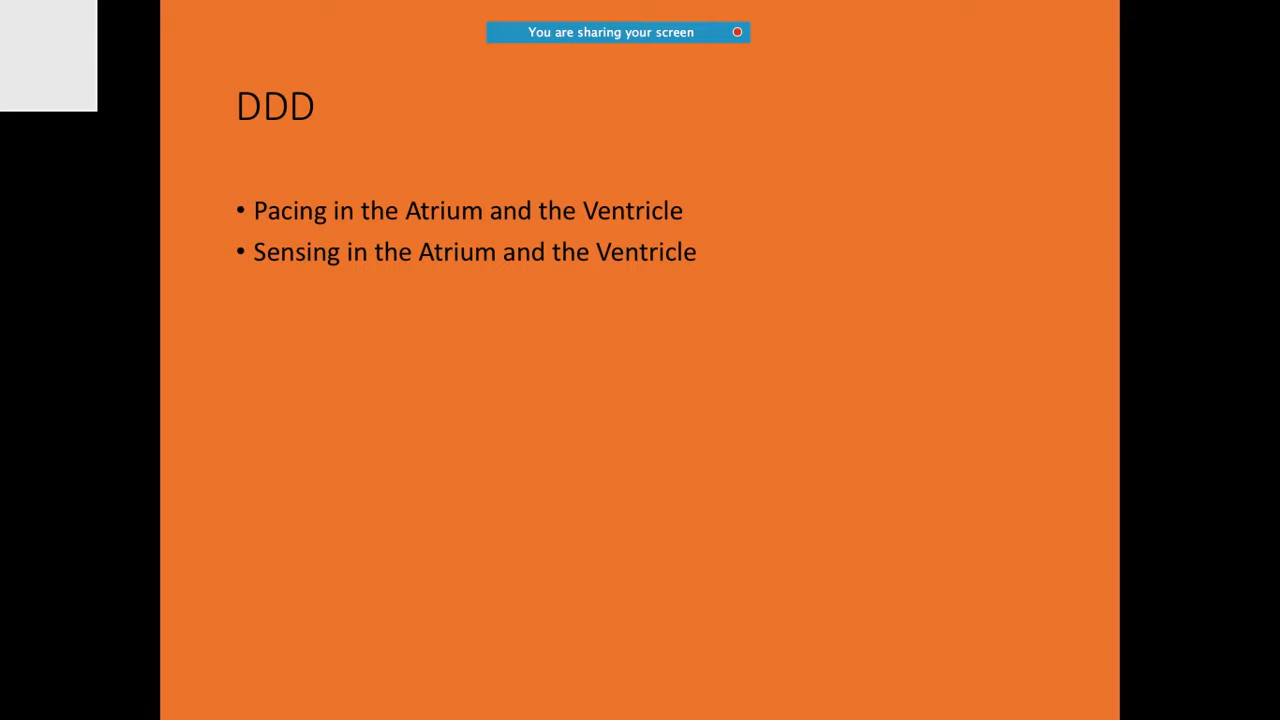 You are sharing your screen
DDD
• Pacing in the Atrium and the Ventricle
• Sensing in the Atrium and the Ventricle